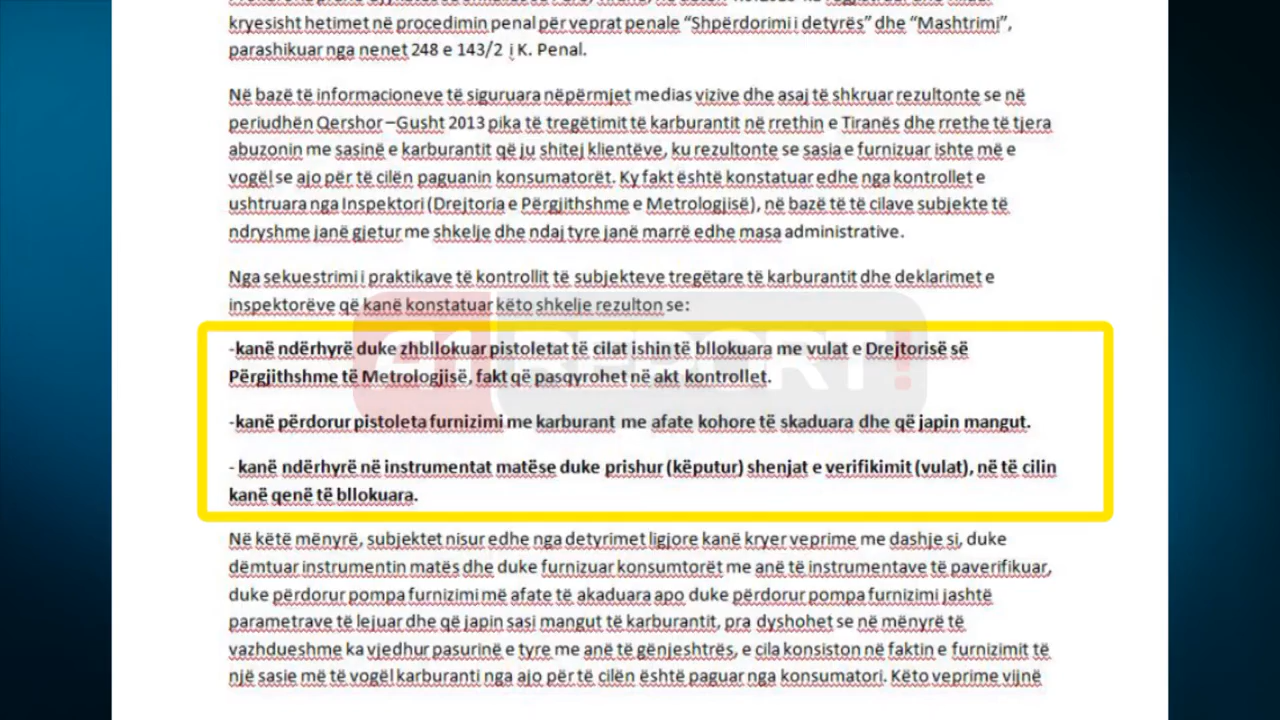 kryesisht hetimet në procedimin penal për veprat penale “Shpërdorimi i detyrës” dhe “Mashtrimi”,
parashikuar nga nenet 248 e 143/2 i K. Penal.
Në bazë të informacioneve të siguruara nëpërmjet medias vizive dhe asaj të shkruar rezultonte se në
periudhën Qershor –Gusht 2013 pika të tregëtimit të karburantit në rrethin e Tiranës dhe rrethe të tjera
abuzonin me sasinë e karburantit që ju shitej klientëve, ku rezultonte se sasia e furnizuar ishte më e
vogël se ajo për të cilën paguanin konsumatorët. Ky fakt është konstatuar edhe nga kontrollet e
ushtruara nga Inspektori (Drejtoria e Përgjithshme e Metrologjisë), në bazë të të cilave subjekte të
ndryshme janë gjetur me shkelje dhe ndaj tyre janë marrë edhe masa administrative.
Nga sekuestrimi i praktikave të kontrollit të subjekteve tregëtare të karburantit dhe deklarimet e
inspektorëve që kanë konstatuar këto shkelje rezulton se:
-kanë ndërhyrë duke zhbllokuar pistoletat të cilat ishin të bllokuara me vulat e Drejtorisë së
Përgjithshme të Metrologjisë, fakt që pasqyrohet në akt kontrollet.
-kanë përdorur pistoleta furnizimi me karburant me afate kohore të skaduara dhe që japin mangut.
- kanë ndërhyrë në instrumentat matëse duke prishur (këputur) shenjat e verifikimit (vulat), në të cilin
kanë qenë të bllokuara.
Në këtë mënyrë, subjektet nisur edhe nga detyrimet ligjore kanë kryer veprime me dashje si, duke
dëmtuar instrumentin matës dhe duke furnizuar konsumtorët me anë të instrumentave të paverifikuar,
duke përdorur pompa furnizimi më afate të akaduara apo duke përdorur pompa furnizimi jashtë
parametrave të lejuar dhe që japin sasi mangut të karburantit, pra dyshohet se në mënyrë të
vazhdueshme ka vjedhur pasurinë e tyre me anë të gënjeshtrës, e cila konsiston në faktin e furnizimit të
një sasie më të vogël karburanti nga ajo për të cilën është paguar nga konsumatori. Këto veprime vijnë